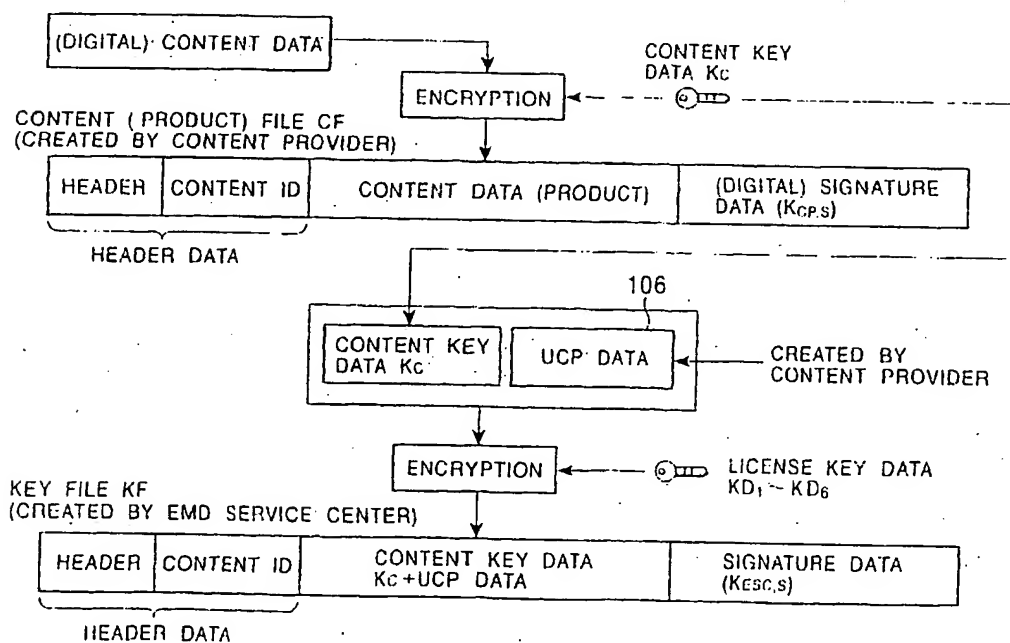 (DIGITAL) CONTENT DATA
CONTENT KEY
DATA Kc
ENCRYPTION
CONTENT (PRODUCT) FILE CF
(CREATED BY CONTENT PROVIDER)
HEADER
CONTENT ID
CONTENT DATA (PRODUCT)
(DIGITAL) SIGNATURE
DATA (KCP,S)
HEADER DATA
106
CONTENT KEY
DATA Kc
UCP DATA
CREATED BY
CONTENT PROVIDER
ENCRYPTION
LICENSE KEY DATA
KD1 ~ KD6
KEY FILE KF
(CREATED BY EMD SERVICE CENTER)
HEADER
CONTENT ID
CONTENT KEY DATA
Kc+UCP DATA
SIGNATURE DATA
(KESC,S)
HEADER DATA